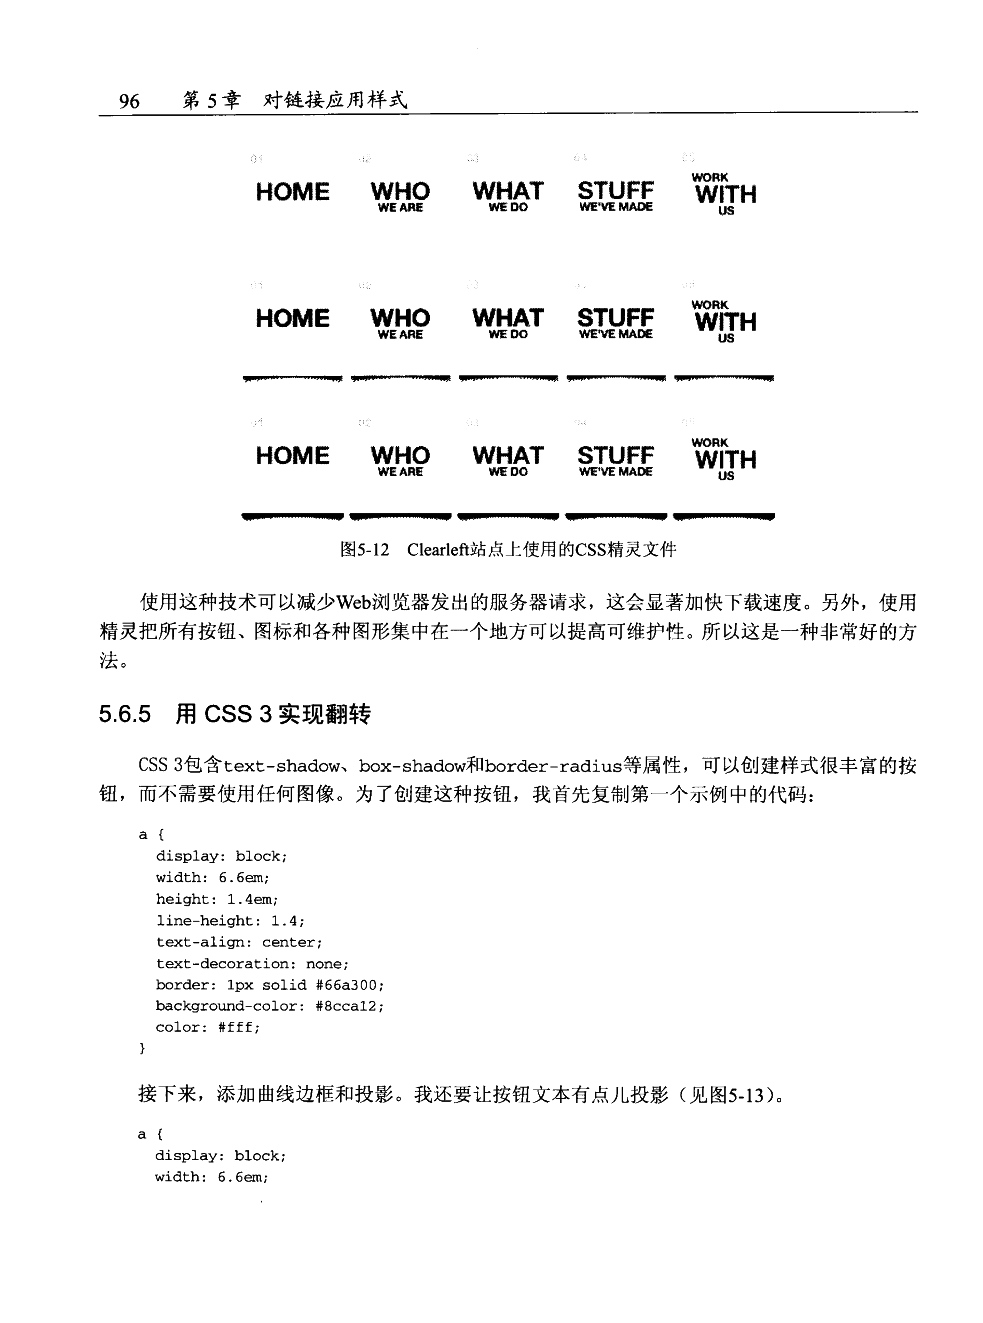 96 第 5 章 对链接应用样式
01 02 03 04 05
HOME WHO WHAT STUFF WORK WITH US
WE ARE WE DO WE'VE MADE
01 02 03
HOME WHO WHAT STUFF WORK WITH US
WE ARE WE DO WE'VE MADE
01 02 03 04 05
HOME WHO WHAT STUFF WORK WITH US
WE ARE WE DO WE'VE MADE
图5-12 Clearleft站点上使用的CSS精灵文件
使用这种技术可以减少Web浏览器发出的服务器请求，这会显著加快下载速度。另外，使用
精灵把所有按钮、图标和各种图形集中在一个地方可以提高可维护性。所以这是一种非常好的方
法。
5.6.5 用 CSS 3 实现翻转
CSS 3包含text-shadow、box-shadow和border-radius等属性，可以创建样式很丰富的按
钮，而不需要使用任何图像。为了创建这种按钮，我首先复制第一个示例中的代码：
a {
display: block;
width: 6.6em;
height: 1.4em;
line-height: 1.4;
text-align: center;
text-decoration: none;
border: 1px solid #66a300;
background-color: #8cca12;
color: #fff;
}
接下来，添加曲线边框和投影。我还要让按钮文本有点儿投影（见图5-13）。
a {
display: block;
width: 6.6em;